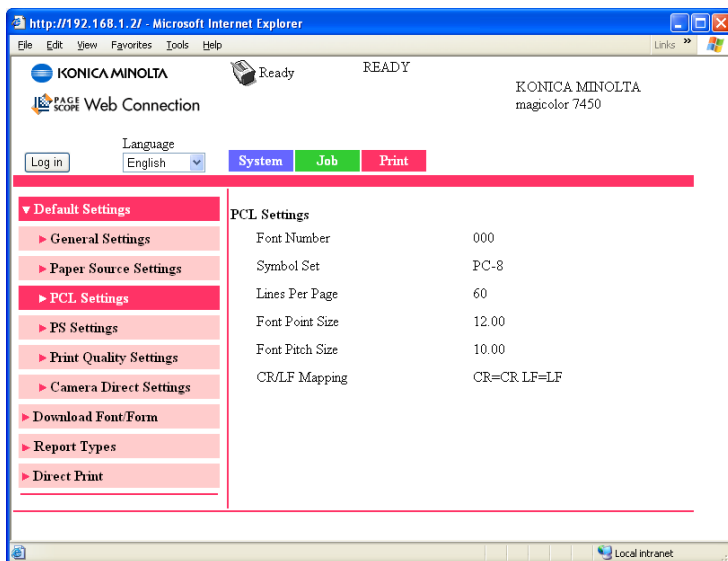 http://192.168.1.2/ - Microsoft Internet Explorer
File Edit View Favorites Tools Help Links »
KONICA MINOLTA
Ready
READY
KONICA MINOLTA
magicolor 7450
PAGE SCOPE Web Connection
Language
Log in
English
System Job Print
Default Settings
General Settings
Paper Source Settings
PCL Settings
PS Settings
Print Quality Settings
Camera Direct Settings
Download Font/Form
Report Types
Direct Print
PCL Settings
Font Number 000
Symbol Set PC-8
Lines Per Page 60
Font Point Size 12.00
Font Pitch Size 10.00
CR/LF Mapping CR=CR LF=LF
Local intranet